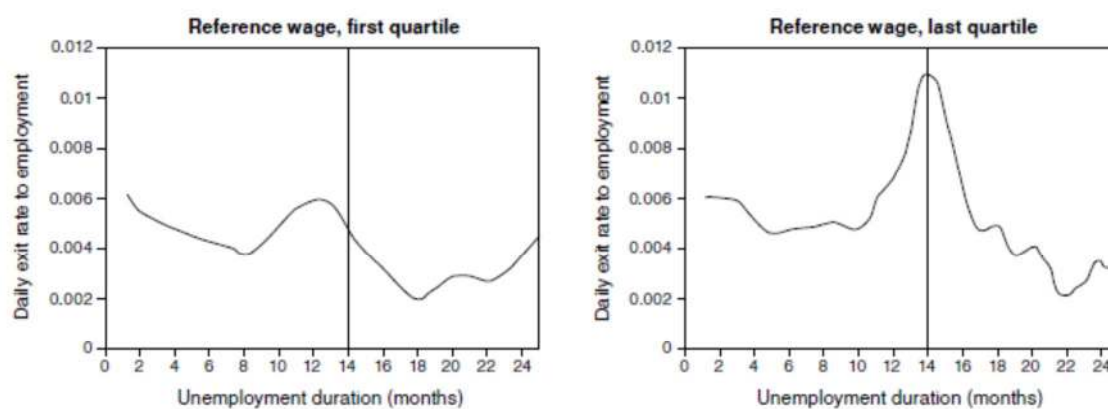 Reference wage, first quartile
0.012
0.01
0.008
0.006
0.004
0.002
0
Daily exit rate to employment
0 2 4 6 8 10 12 14 16 18 20 22 24
Unemployment duration (months)
Reference wage, last quartile
0.012
0.01
0.008
0.006
0.004
0.002
0
Daily exit rate to employment
0 2 4 6 8 10 12 14 16 18 20 22 24
Unemployment duration (months)